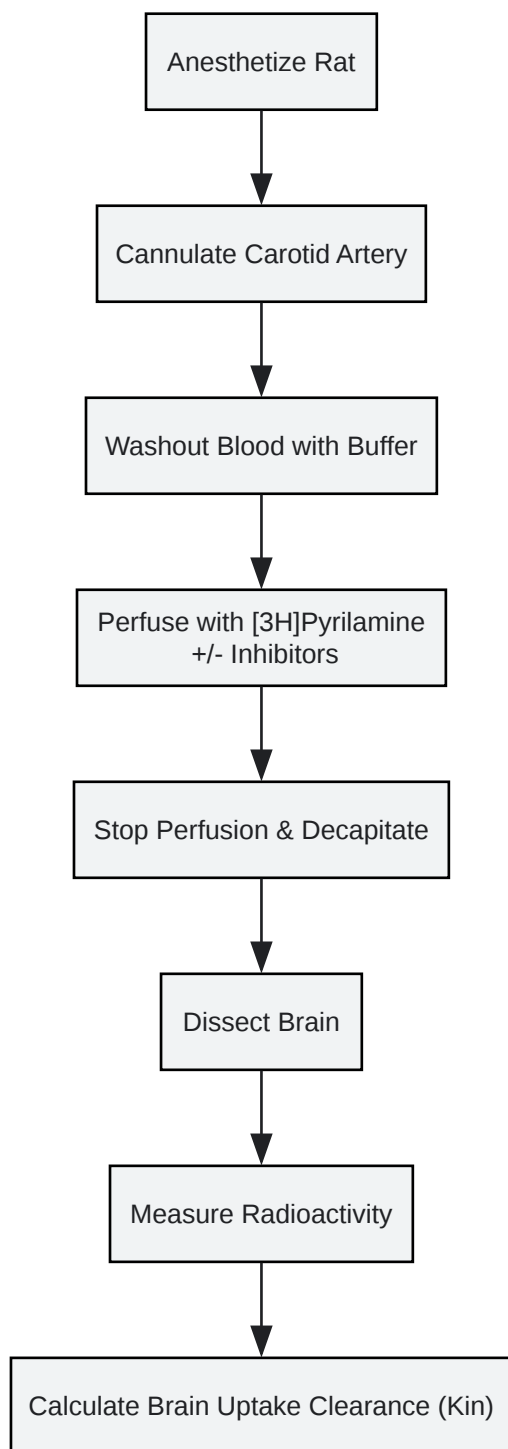 Anesthetize Rat
Cannulate Carotid Artery
Washout Blood with Buffer
Perfuse with [3H]Pyrilamine
+/- Inhibitors
Stop Perfusion & Decapitate
Dissect Brain
Measure Radioactivity
Calculate Brain Uptake Clearance (Kin)